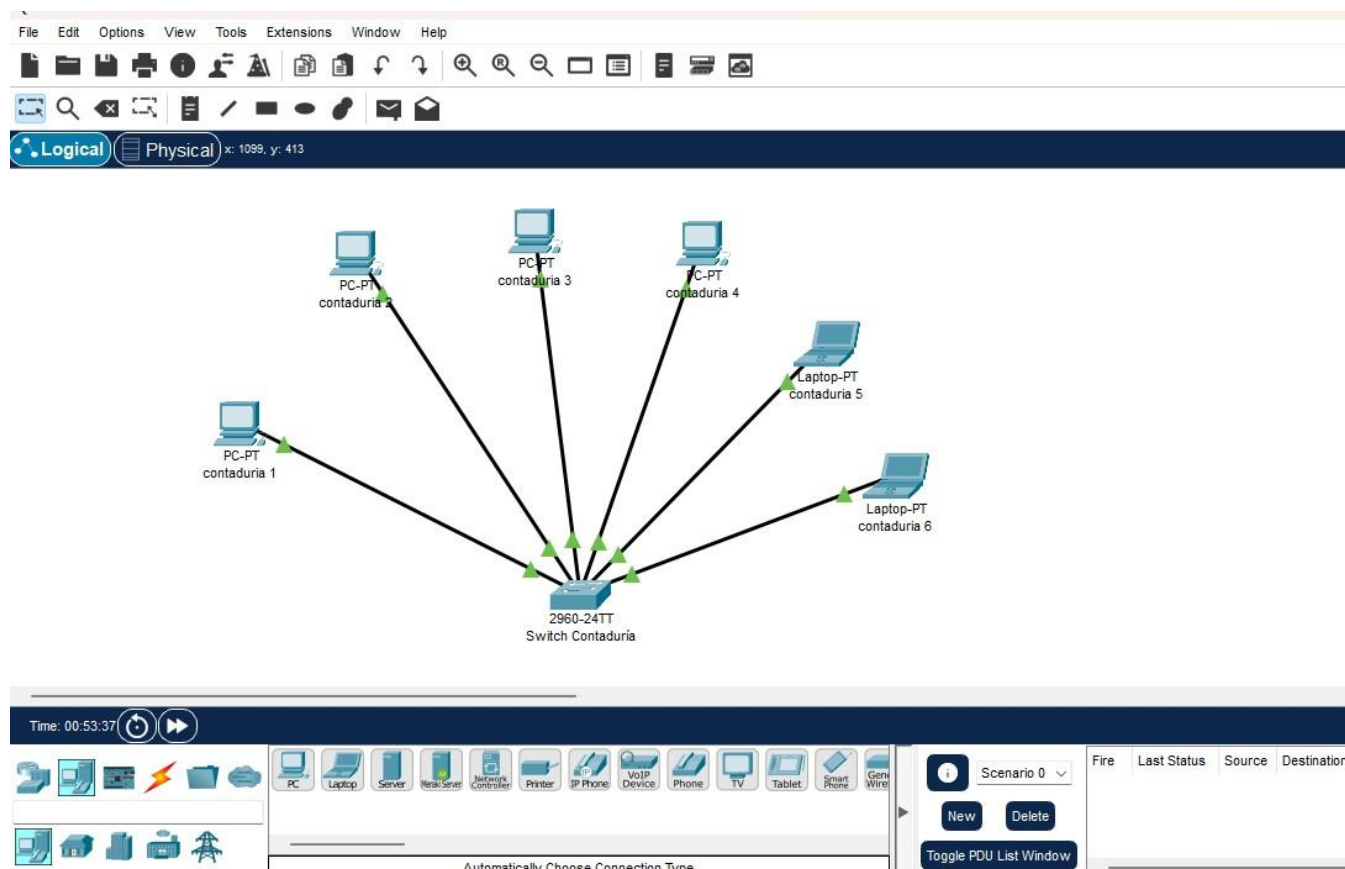 File Edit Options View Tools Extensions Window Help
Logical Physical x: 1099, y: 413
PC-PT
contaduria 3
PC-PT
contaduria 4
PC-PT
contaduria 2
Laptop-PT
contaduria 5
PC-PT
contaduria 1
Laptop-PT
contaduria 6
2960-24TT
Switch Contaduría
Time: 00:53:37
PC Laptop Server Meraki Server Network Controller Printer IP Phone VoIP Device Phone TV Tablet Smart Phone Gene Wire
Scenario 0
Fire Last Status Source Destination
New Delete
Toggle PDU List Window
Automatically Choose Connection Type